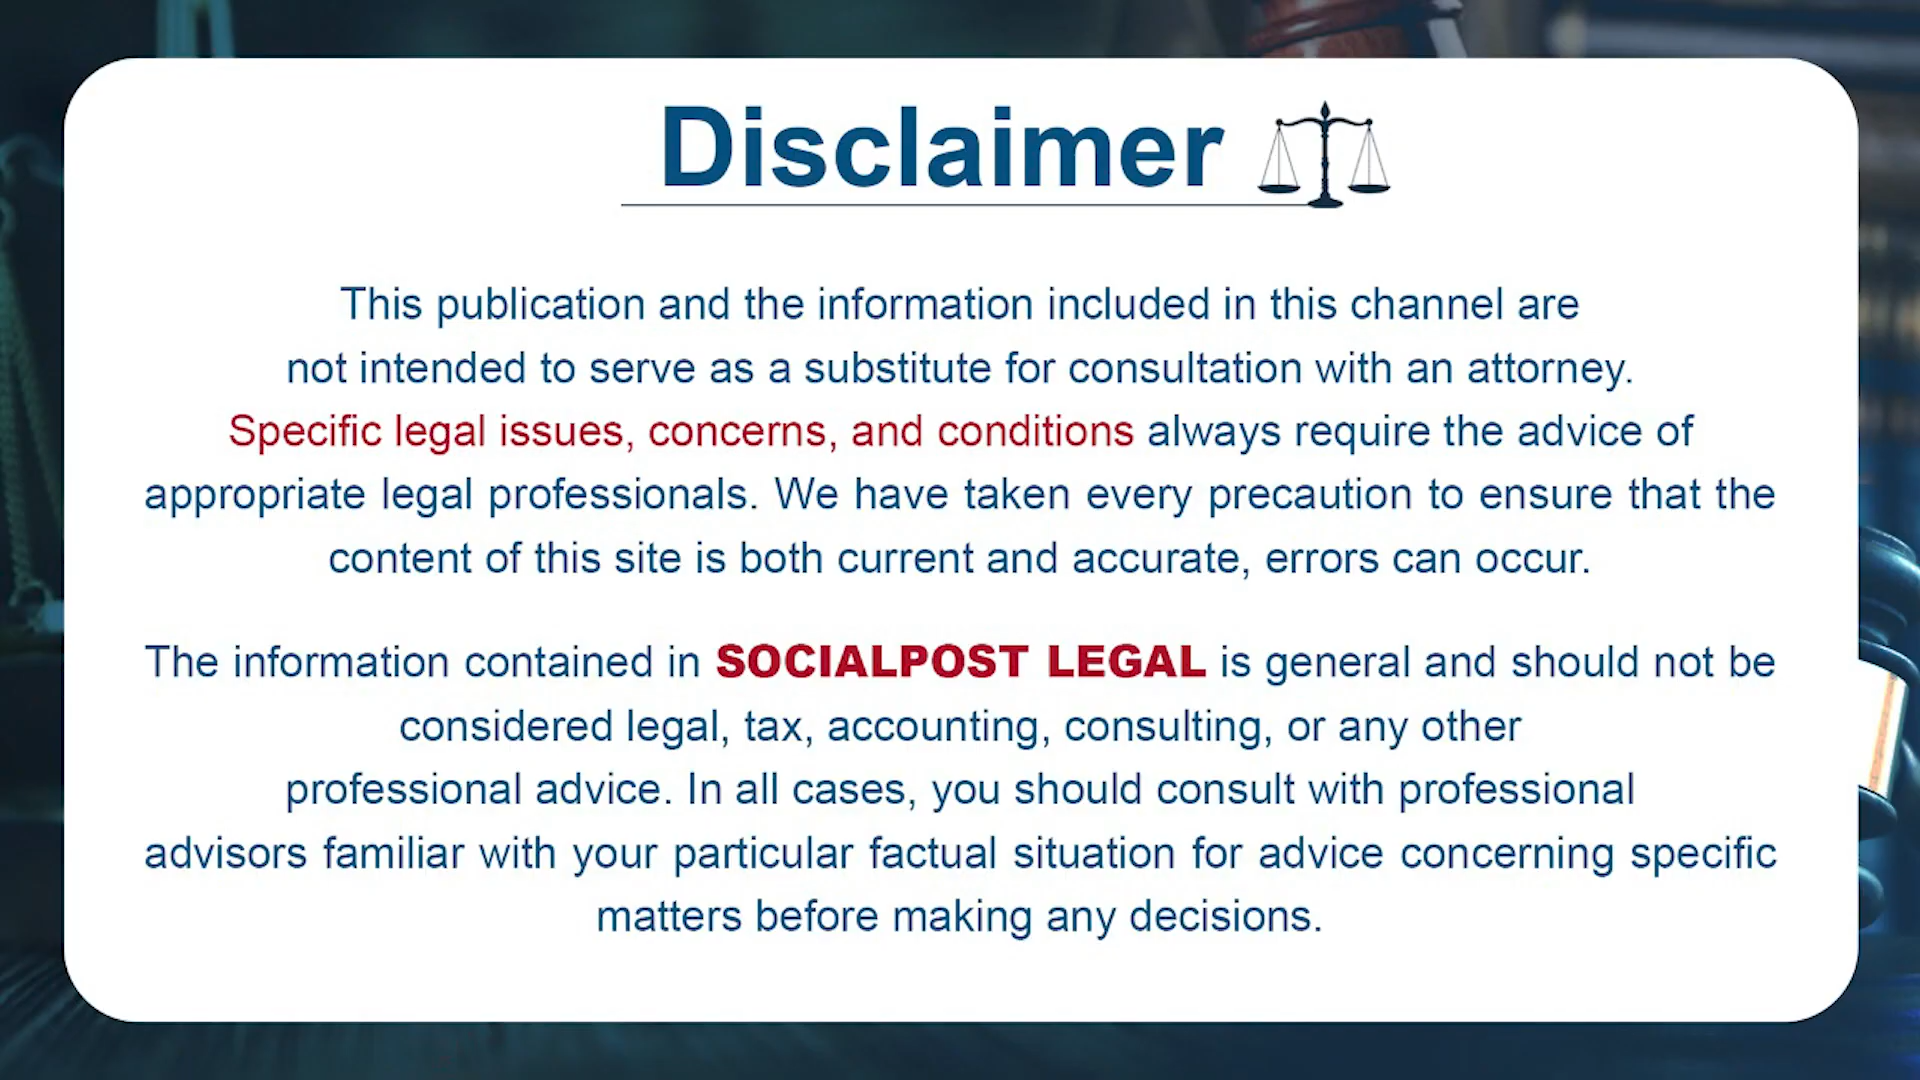 Disclaimer
This publication and the information included in this channel are
not intended to serve as a substitute for consultation with an attorney.
Specific legal issues, concerns, and conditions always require the advice of
appropriate legal professionals. We have taken every precaution to ensure that the
content of this site is both current and accurate, errors can occur.
The information contained in SOCIALPOST LEGAL is general and should not be
considered legal, tax, accounting, consulting, or any other
professional advice. In all cases, you should consult with professional
advisors familiar with your particular factual situation for advice concerning specific
matters before making any decisions.